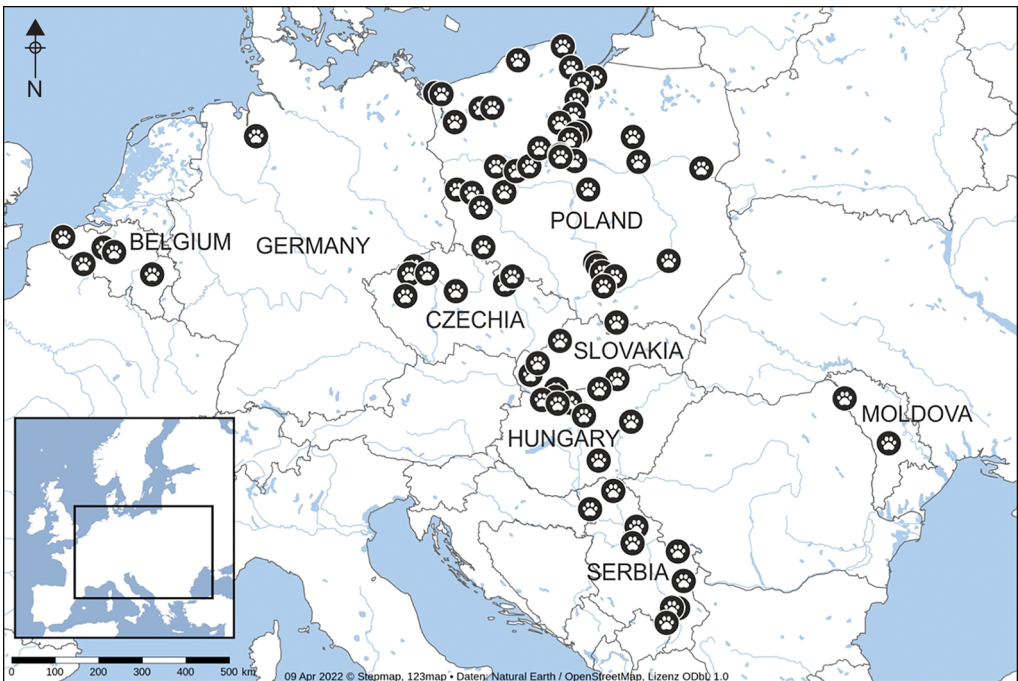 N
POLAND
BELGIUM
GERMANY
CZECHIA
SLOVAKIA
MOLDOVA
HUNGARY
SERBIA
0 100 200 300 400 500 km
09 Apr 2022 © Stepmap, 123map • Daten: Natural Earth / OpenStreetMap, Lizenz ODbL 1.0